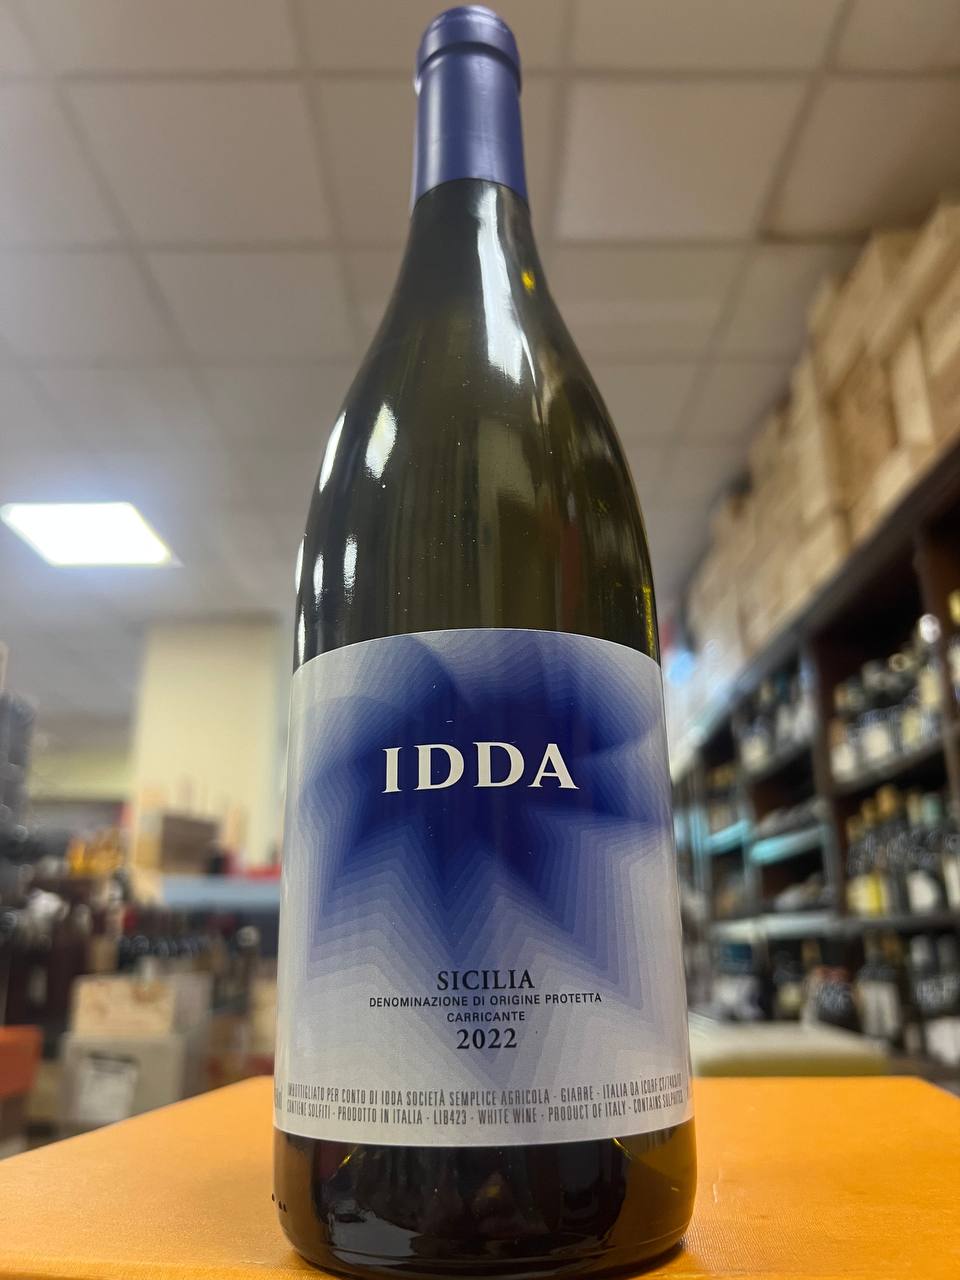 IDDA
SICILIA
DENOMINAZIONE DI ORIGINE PROTETTA
CARRICANTE
2022
IMBOTTIGLIATO PER CONTO DI IDDA SOCIETÀ SEMPLICE AGRICOLA - GIARRE - ITALIA DA ICQRF
CONTIENE SOLFITI - PRODOTTO IN ITALIA - LIB423 - WHITE WINE - PRODUCT OF ITALY - CONTAINS SULPHITES